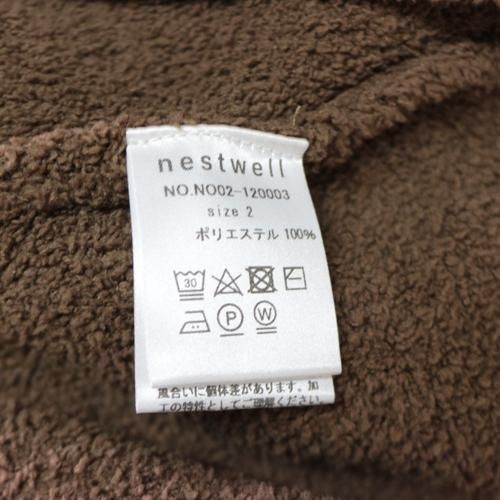 nestwell
NO.NO02-120003
size 2
ポリエステル 100%
30
P W
風合いに個体差があります。加
工の特性としてご理解ください。